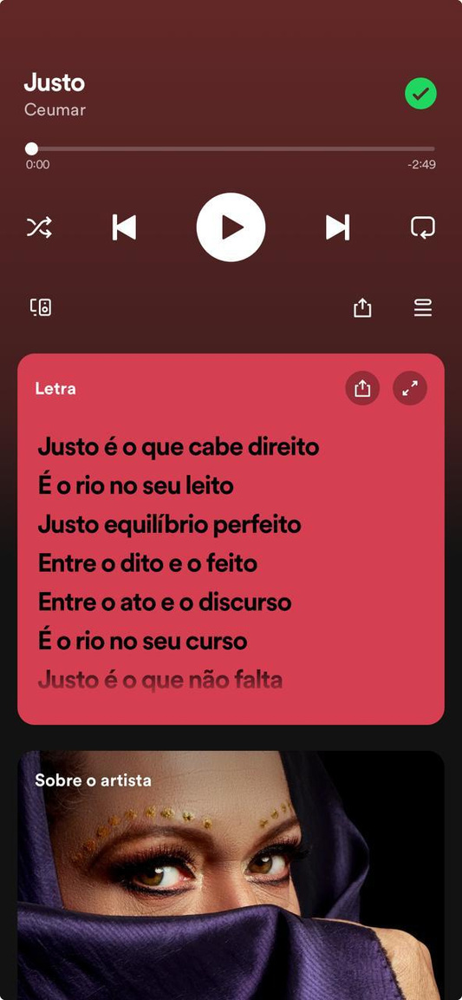 Justo
Ceumar
0:00
-2:49
Letra
Justo é o que cabe direito
É o rio no seu leito
Justo equilíbrio perfeito
Entre o dito e o feito
Entre o ato e o discurso
É o rio no seu curso
Justo é o que não falta
Sobre o artista